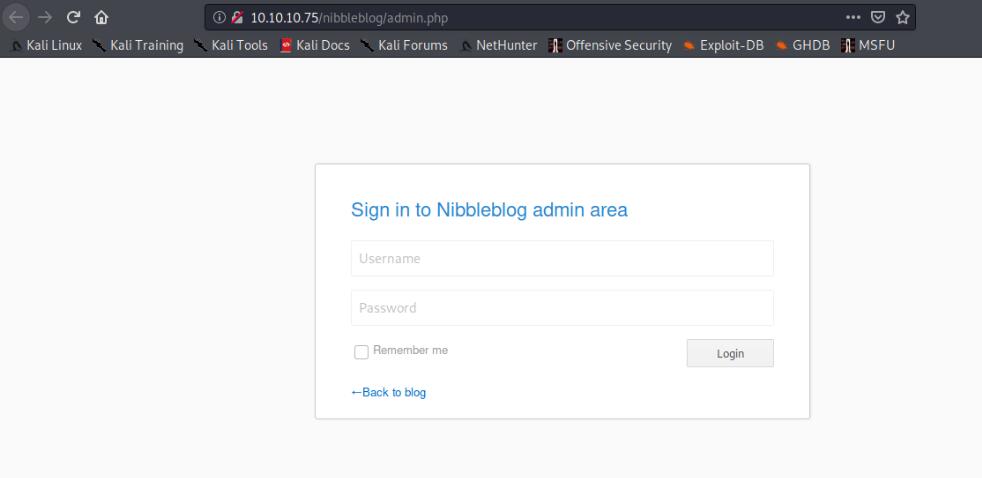 10.10.10.75/nibbleblog/admin.php
Kali Linux Kali Training Kali Tools Kali Docs Kali Forums NetHunter Offensive Security Exploit-DB GHDB MSFU
Sign in to Nibbleblog admin area
Username
Password
Remember me Login
←Back to blog